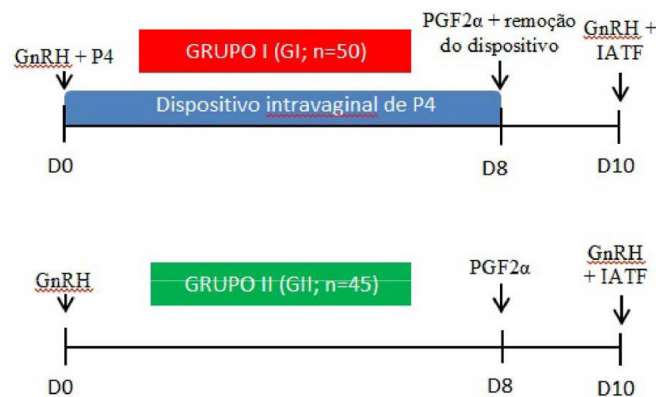 GnRH + P4
GRUPO I (GI; n=50)
PGF2α + remoção
do dispositivo
GnRH +
IATF
Dispositivo intravaginal de P4
D0
D8
D10
GnRH
GRUPO II (GII; n=45)
PGF2α
GnRH
+ IATF
D0
D8
D10